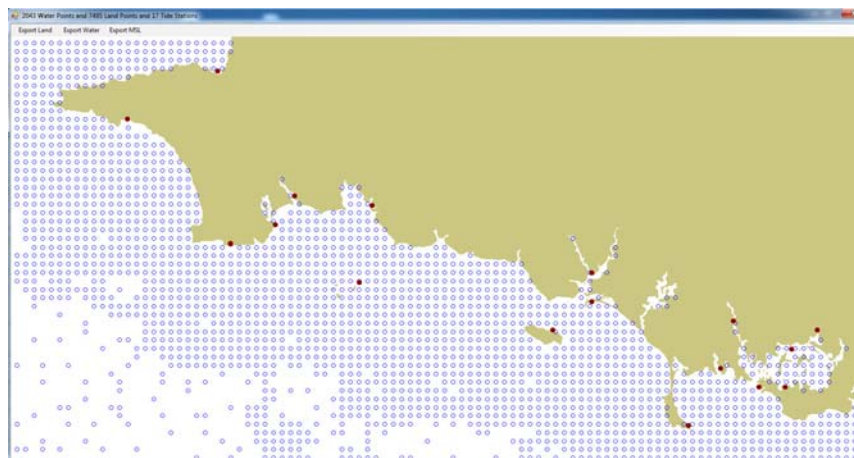 2043 Water Points and 7485 Land Points and 17 Tide Stations
Export Land Export Water Export MSL